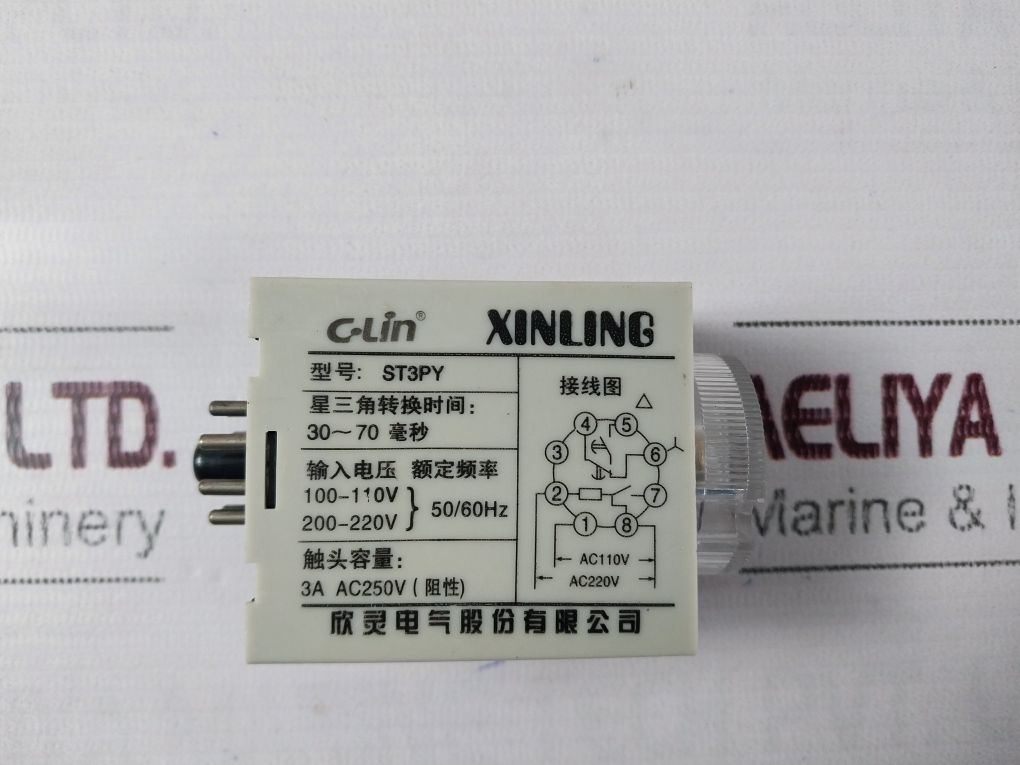 C-Lin® XINLING
型号: ST3PY
星三角转换时间:
30～70 毫秒
输入电压 额定频率
100-110V
200-220V } 50/60Hz
触头容量:
3A AC250V (阻性)
接线图
△
4 5
3 6
2 7
1 8
AC110V
AC220V
欣灵电气股份有限公司
LTD. AELIYA
hinery Marine &